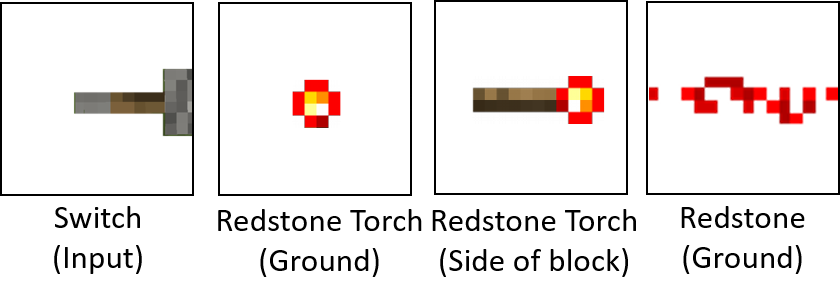 Switch
(Input)
Redstone Torch
(Ground)
Redstone Torch
(Side of block)
Redstone
(Ground)